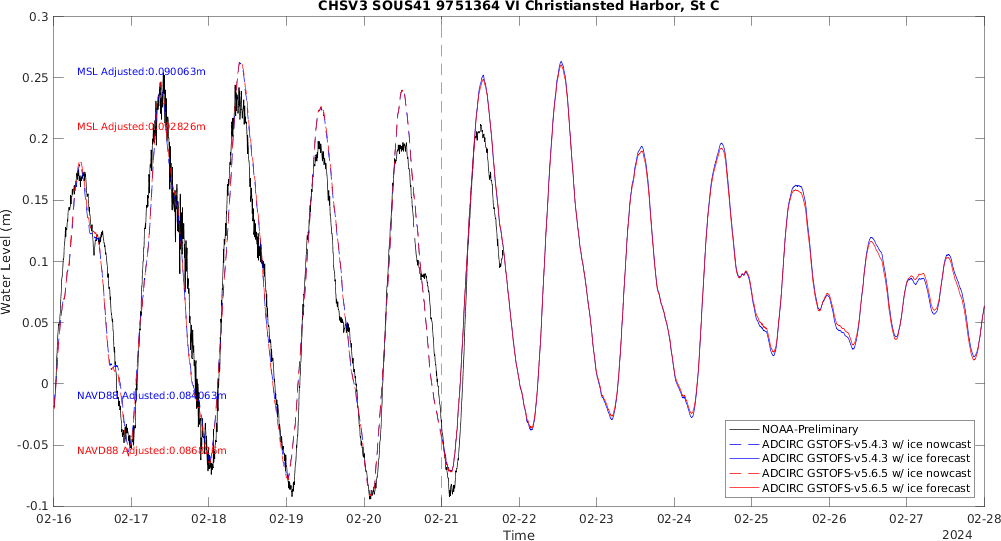 CHSV3 SOUS41 9751364 VI Christiansted Harbor, St C
0.3
0.25
0.2
0.15
0.1
0.05
0
-0.05
-0.1
Water Level (m)
MSL Adjusted:0.090063m
MSL Adjusted:0.092826m
NAVD88 Adjusted:0.084063m
NAVD88 Adjusted:
NOAA-Preliminary
ADCIRC GSTOFS-v5.4.3 w/ ice nowcast
ADCIRC GSTOFS-v5.4.3 w/ ice forecast
ADCIRC GSTOFS-v5.6.5 w/ ice nowcast
ADCIRC GSTOFS-v5.6.5 w/ ice forecast
02-16 02-17 02-18 02-19 02-20 02-21 02-22 02-23 02-24 02-25 02-26 02-27 02-28
Time
2024